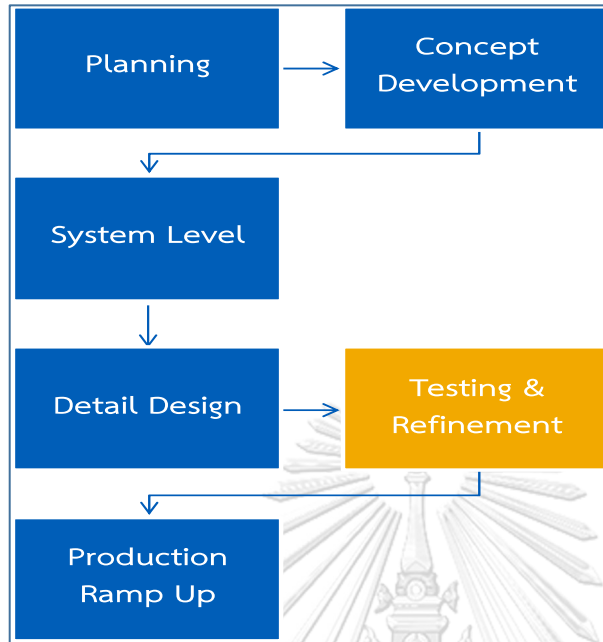 Planning
Concept
Development
System Level
Detail Design
Testing &
Refinement
Production
Ramp Up